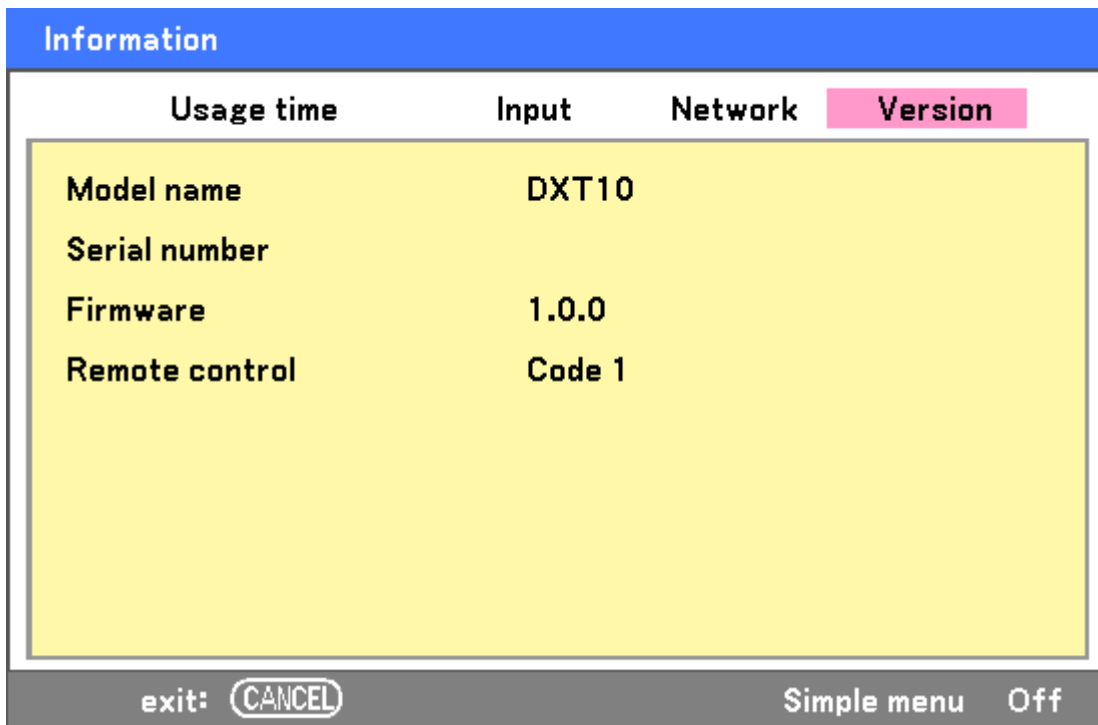 Information
Usage time Input Network Version
Model name DXT10
Serial number
Firmware 1.0.0
Remote control Code 1
exit: CANCEL Simple menu Off